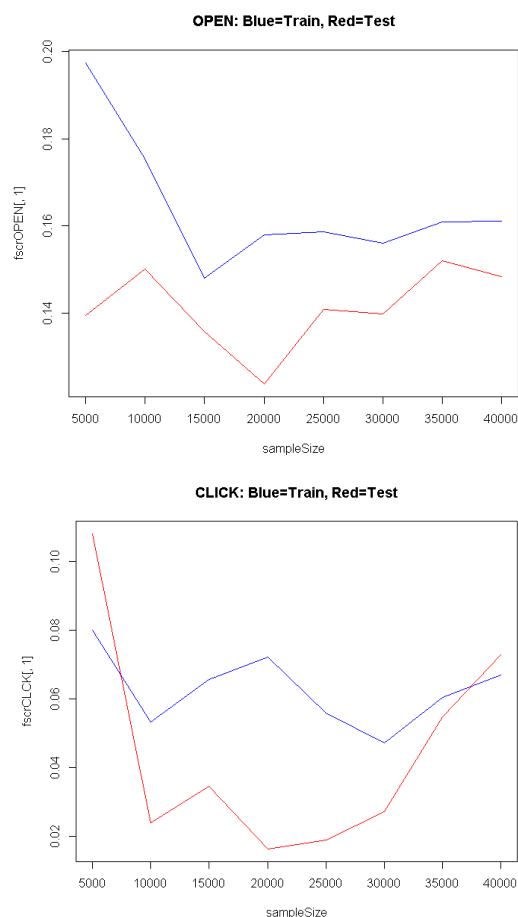 OPEN: Blue=Train, Red=Test
fscrOPEN[, 1]
0.20
0.18
0.16
0.14
5000 10000 15000 20000 25000 30000 35000 40000
sampleSize
CLICK: Blue=Train, Red=Test
fscrCLCK[, 1]
0.10
0.08
0.06
0.04
0.02
5000 10000 15000 20000 25000 30000 35000 40000
sampleSize